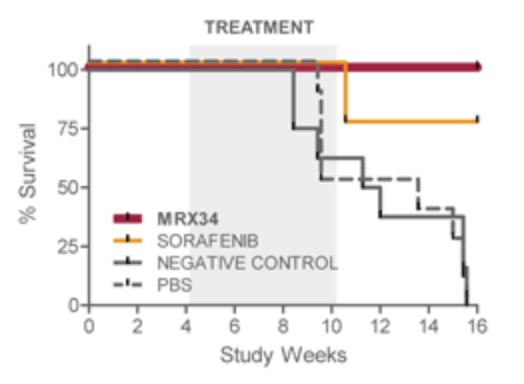 TREATMENT
100
75
50
25
0
% Survival
MRX34
SORAFENIB
NEGATIVE CONTROL
PBS
0 2 4 6 8 10 12 14 16
Study Weeks